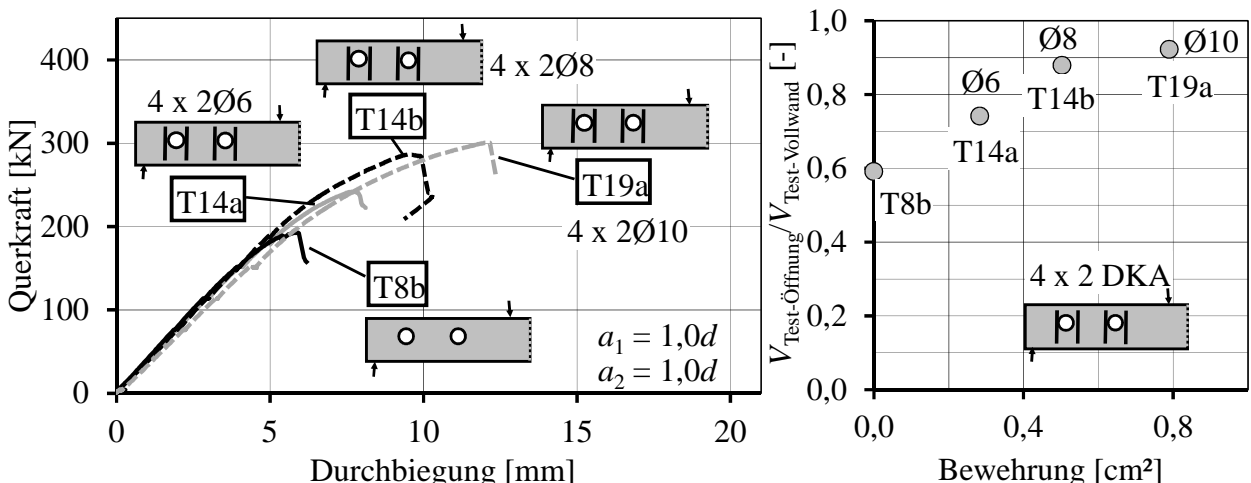 Querkraft [kN]
400
300
200
100
0
0
5
10
15
20
Durchbiegung [mm]
4 x 2Ø8
4 x 2Ø6
T14b
T14a
T19a
4 x 2Ø10
T8b
a₁ = 1,0d
a₂ = 1,0d
V_Test-Öffnung/V_Test-Vollwand [-]
1,0
0,8
0,6
0,4
0,2
0,0
0,0
0,4
0,8
Bewehrung [cm²]
Ø10
Ø8
T19a
Ø6
T14b
T14a
T8b
4 x 2 DKA